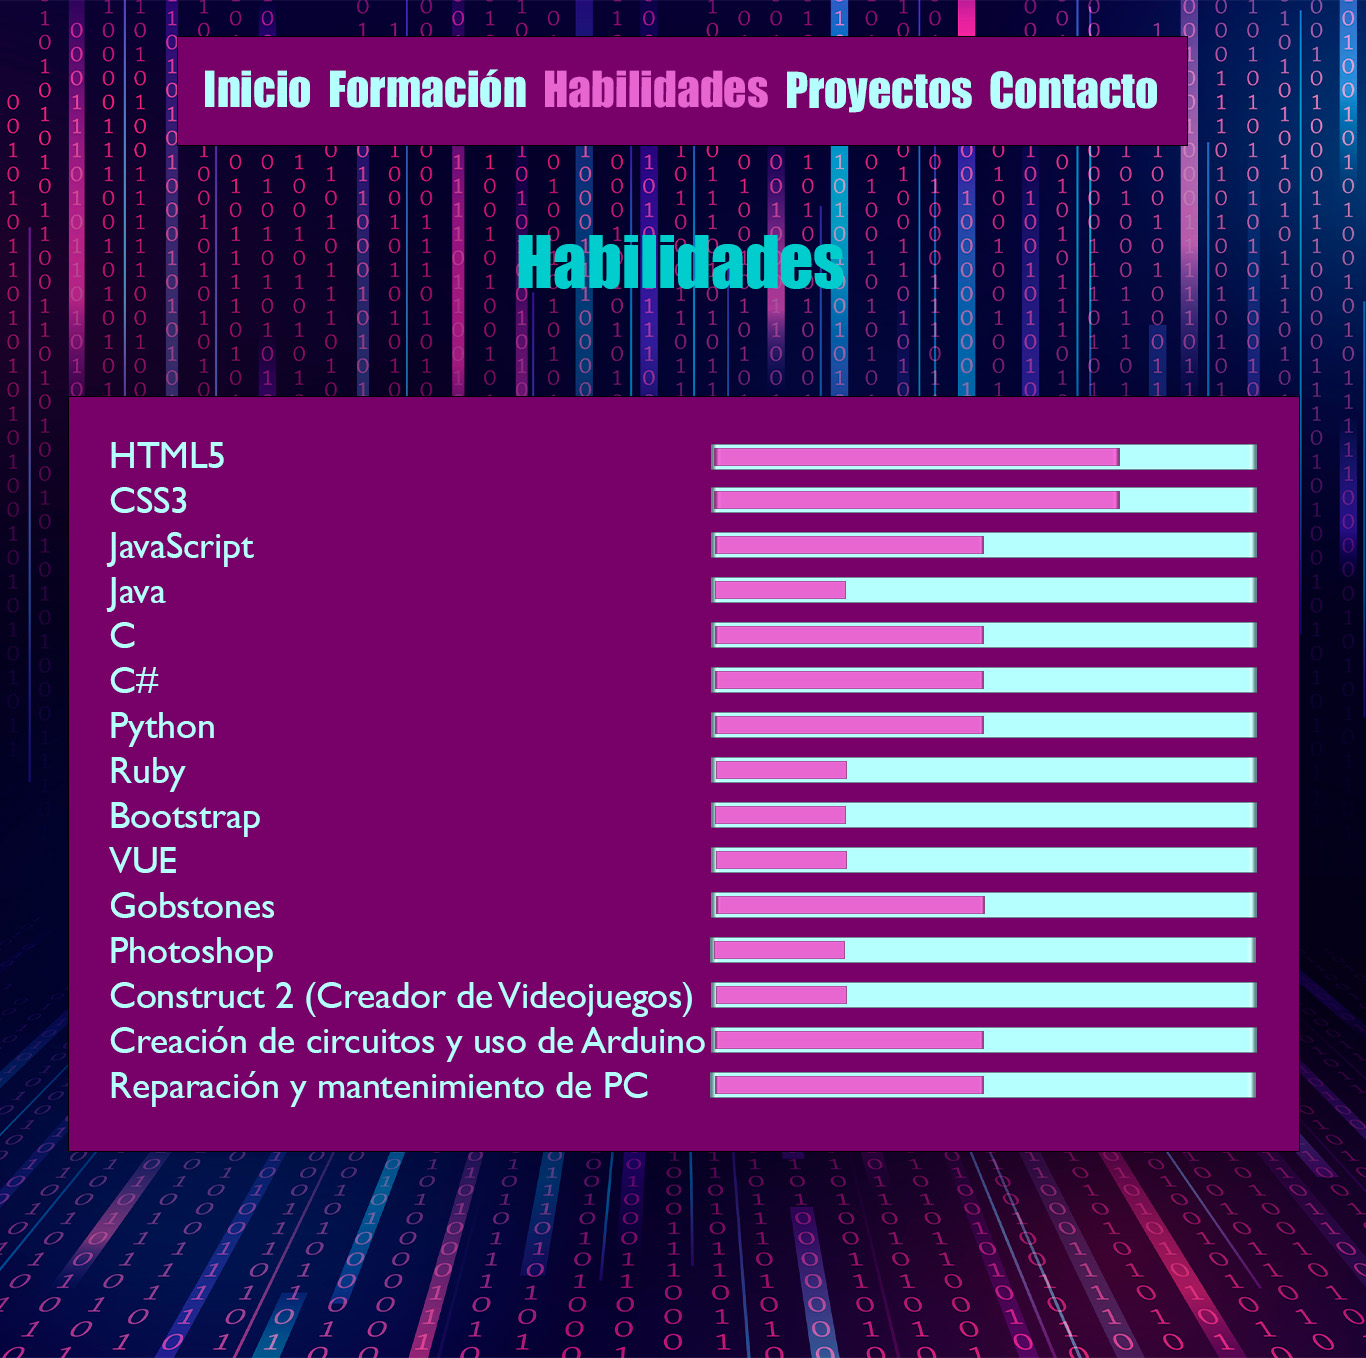 Inicio Formación Habilidades Proyectos Contacto
Habilidades
HTML5
CSS3
JavaScript
Java
C
C#
Python
Ruby
Bootstrap
VUE
Gobstones
Photoshop
Construct 2 (Creador de Videojuegos)
Creación de circuitos y uso de Arduino
Reparación y mantenimiento de PC